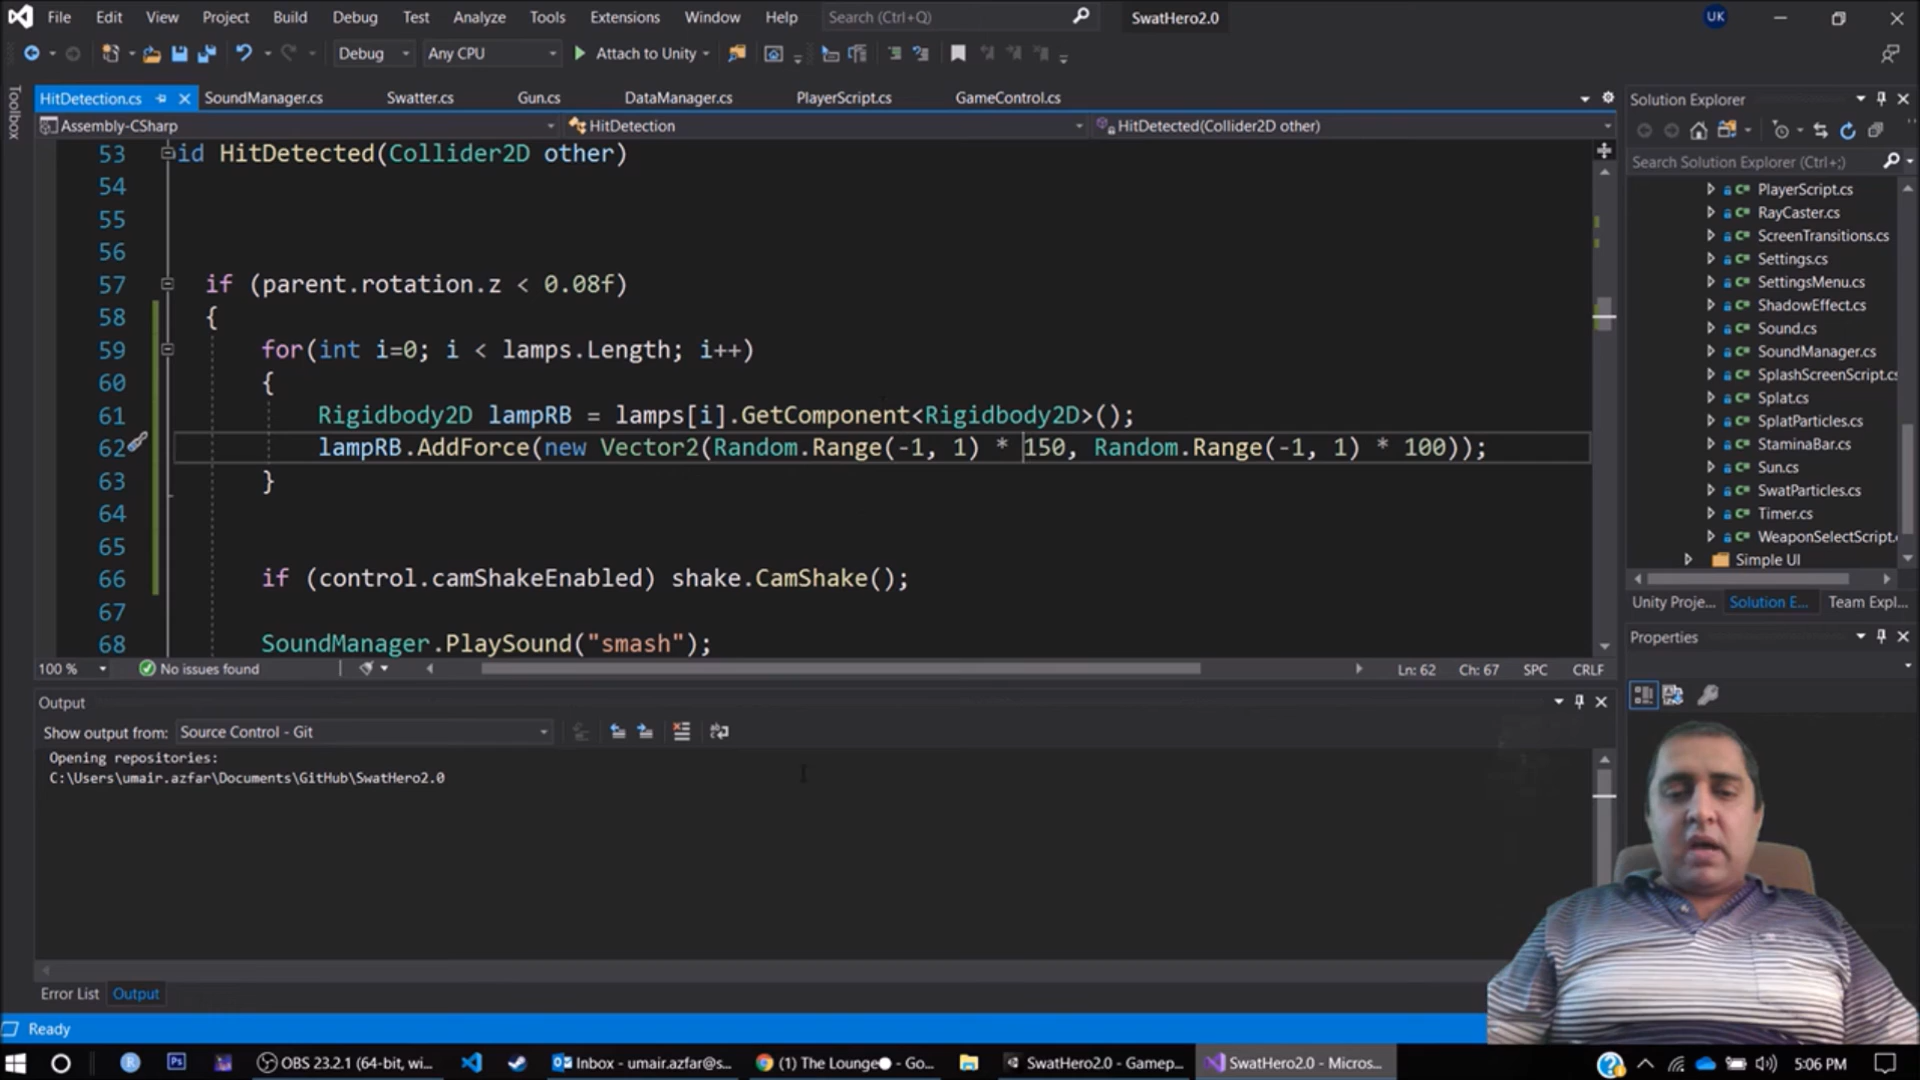 File Edit View Project Build Debug Test Analyze Tools Extensions Window Help Search (Ctrl+Q) SwatHero2.0 UK
Debug Any CPU Attach to Unity
Toolbox
HitDetection.cs SoundManager.cs Swatter.cs Gun.cs DataManager.cs PlayerScript.cs GameControl.cs
Assembly-CSharp HitDetection HitDetected(Collider2D other)
53 id HitDetected(Collider2D other)
54
55
56
57 if (parent.rotation.z < 0.08f)
58 {
59 for(int i=0; i < lamps.Length; i++)
60 {
61 Rigidbody2D lampRB = lamps[i].GetComponent<Rigidbody2D>();
62 lampRB.AddForce(new Vector2(Random.Range(-1, 1) * 150, Random.Range(-1, 1) * 100));
63 }
64
65
66 if (control.camShakeEnabled) shake.CamShake();
67
68 SoundManager.PlaySound("smash");
100 % No issues found Ln: 62 Ch: 67 SPC CRLF
Output
Show output from: Source Control - Git
Opening repositories:
C:\Users\umair.azfar\Documents\GitHub\SwatHero2.0
Error List Output
Solution Explorer
Search Solution Explorer (Ctrl+;)
C# PlayerScript.cs
C# RayCaster.cs
C# ScreenTransitions.cs
C# Settings.cs
C# SettingsMenu.cs
C# ShadowEffect.cs
C# Sound.cs
C# SoundManager.cs
C# SplashScreenScript.cs
C# Splat.cs
C# SplatParticles.cs
C# StaminaBar.cs
C# Sun.cs
C# SwatParticles.cs
C# Timer.cs
C# WeaponSelectScript.
Simple UI
Unity Proje... Solution E... Team Expl...
Properties
Ready
R Ps OBS 23.2.1 (64-bit, wi... Inbox - umair.azfar@s... (1) The Lounge - Go... SwatHero2.0 - Gamep... SwatHero2.0 - Micros... 5:06 PM